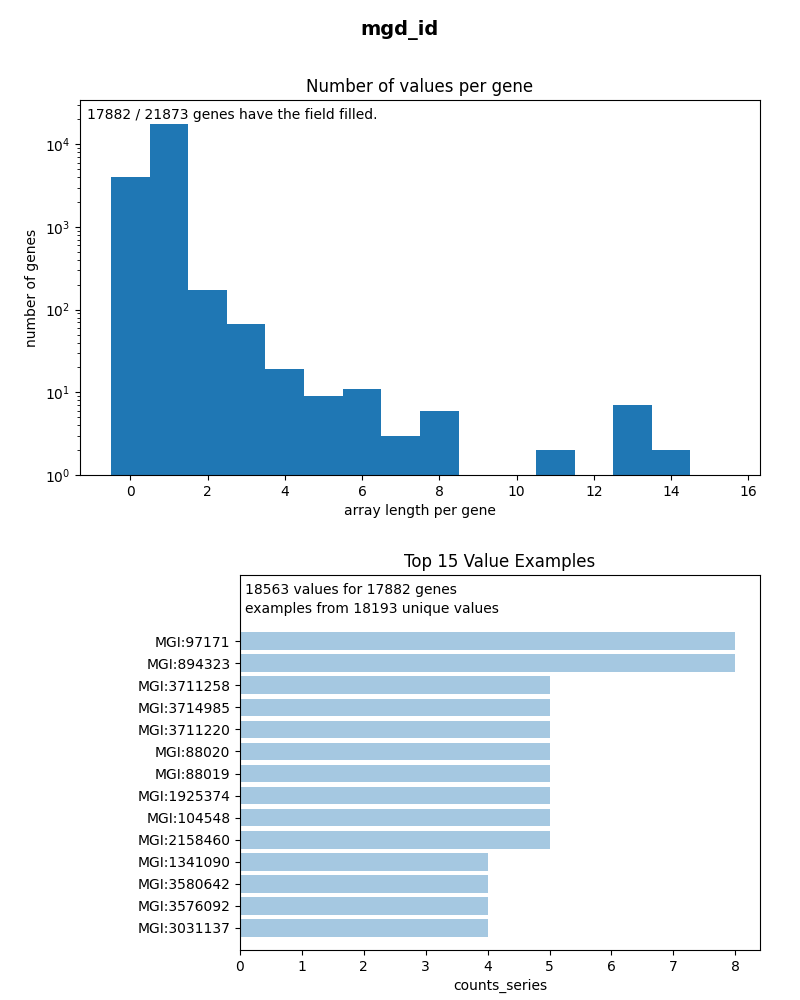 mgd_id
Number of values per gene
17882 / 21873 genes have the field filled.
10^4
10^3
10^2
10^1
10^0
number of genes
0 2 4 6 8 10 12 14 16
array length per gene
Top 15 Value Examples
18563 values for 17882 genes
examples from 18193 unique values
MGI:97171
MGI:894323
MGI:3711258
MGI:3714985
MGI:3711220
MGI:88020
MGI:88019
MGI:1925374
MGI:104548
MGI:2158460
MGI:1341090
MGI:3580642
MGI:3576092
MGI:3031137
0 1 2 3 4 5 6 7 8
counts_series